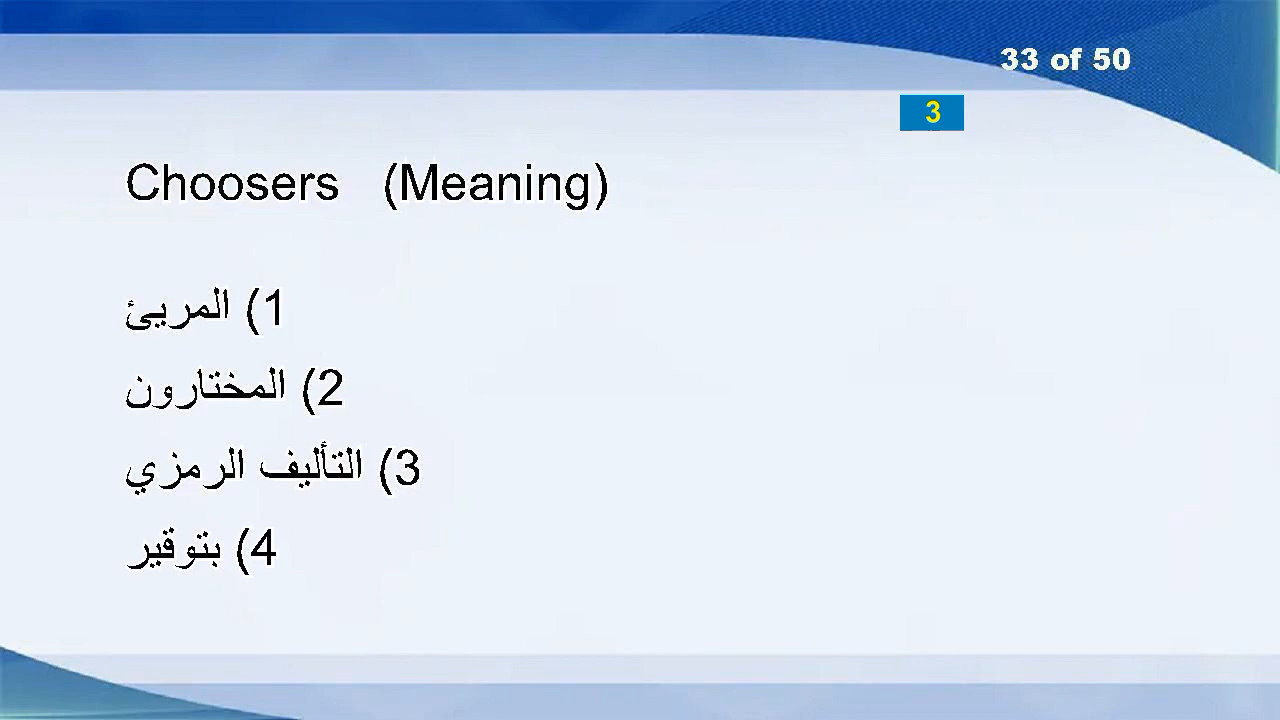 33 of 50
3
Choosers (Meaning)
1) المريئ
2) المختارون
3) التأليف الرمزي
4) بتوقير